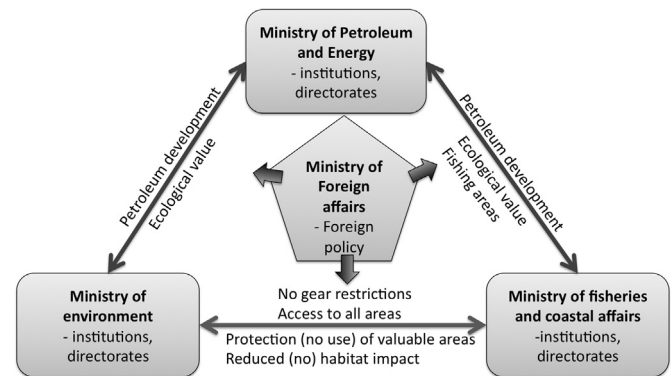 Ministry of Petroleum
and Energy
- institutions,
directorates
Petroleum development
Ecological value
Ministry of
Foreign
affairs
- Foreign
policy
Petroleum development
Ecological value
Fishing areas
Ministry of
environment
- institutions,
directorates
No gear restrictions
Access to all areas
Protection (no use) of valuable areas
Reduced (no) habitat impact
Ministry of fisheries
and coastal affairs
-institutions,
directorates